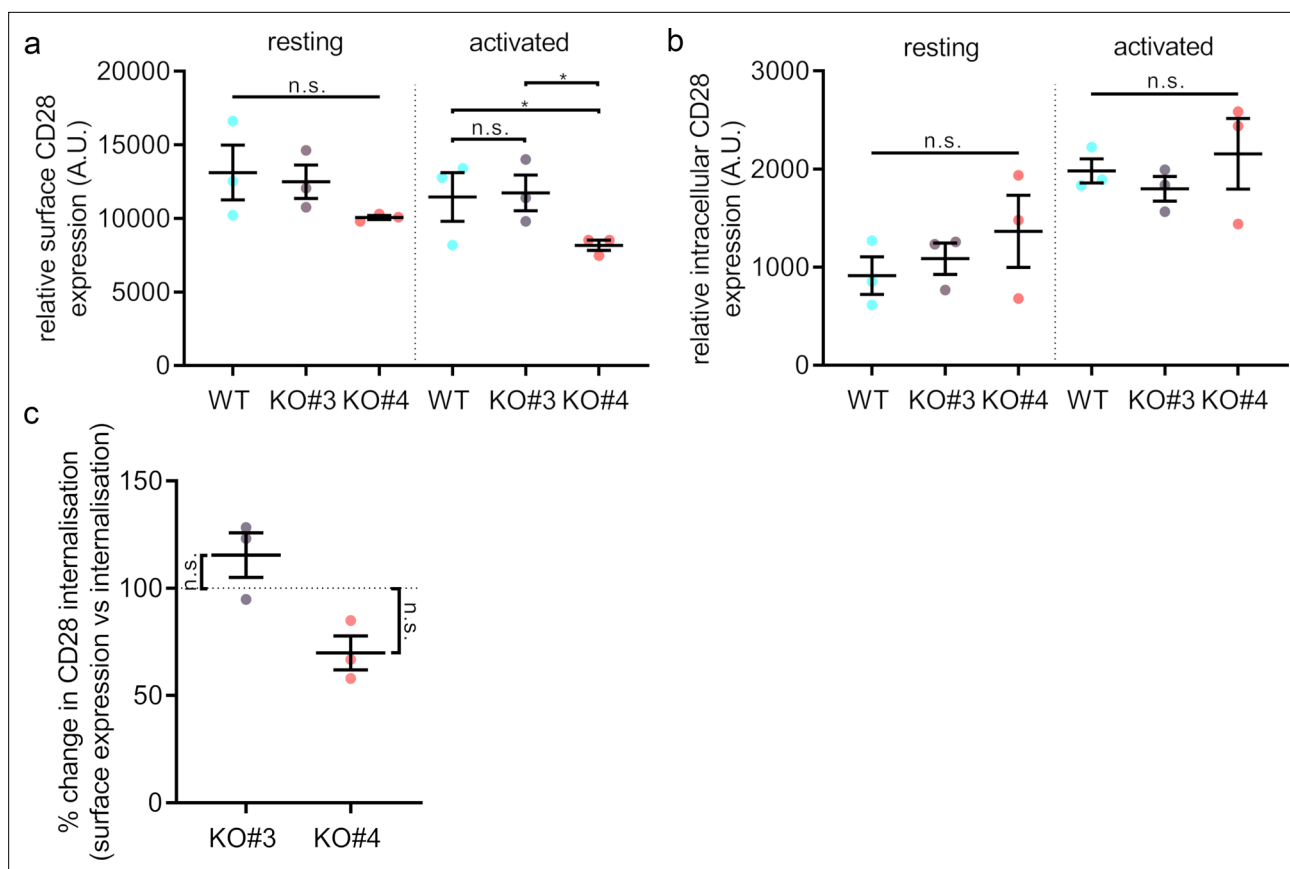 a
resting
activated
relative surface CD28
expression (A.U.)
20000
15000
10000
5000
0
n.s.
*
*
n.s.
WT
KO#3
KO#4
WT
KO#3
KO#4
b
resting
activated
relative intracellular CD28
expression (A.U.)
3000
2000
1000
0
n.s.
n.s.
WT
KO#3
KO#4
WT
KO#3
KO#4
c
% change in CD28 internalisation
(surface expression vs internalisation)
150
100
50
0
n.s.
n.s.
KO#3
KO#4